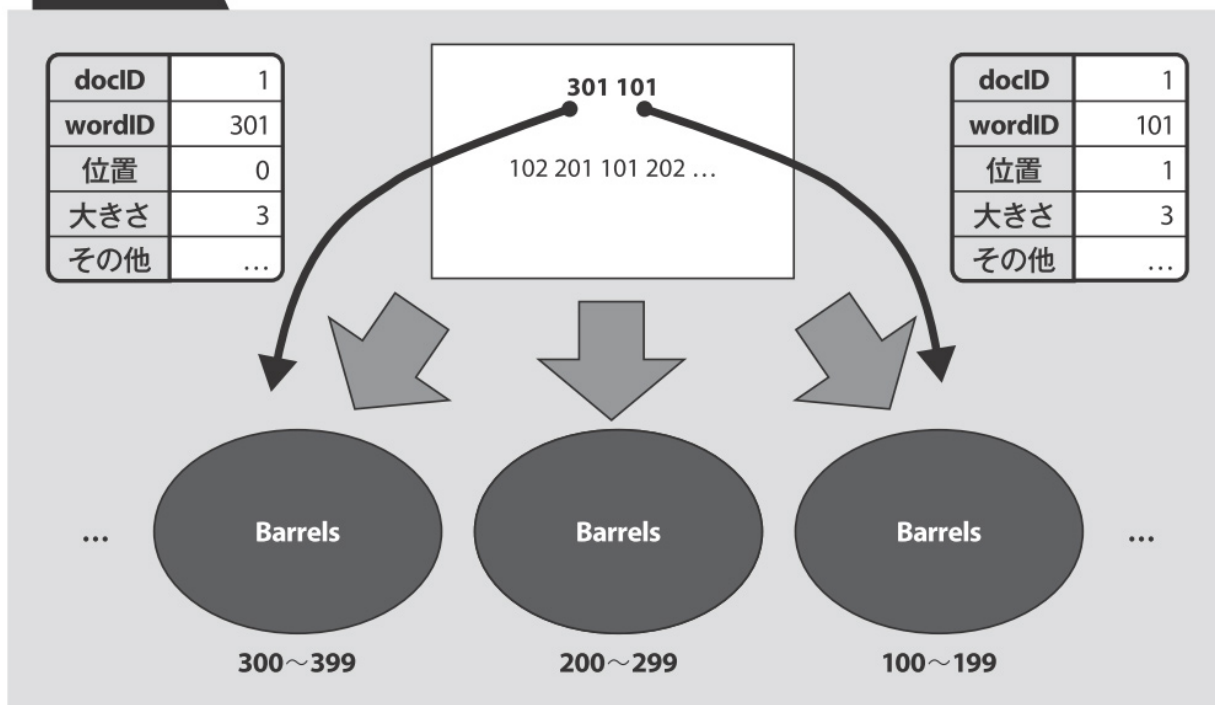 docID 1
wordID 301
位置 0
大きさ 3
その他 …
301 101
102 201 101 202 …
docID 1
wordID 101
位置 1
大きさ 3
その他 …
… Barrels Barrels Barrels …
300〜399 200〜299 100〜199